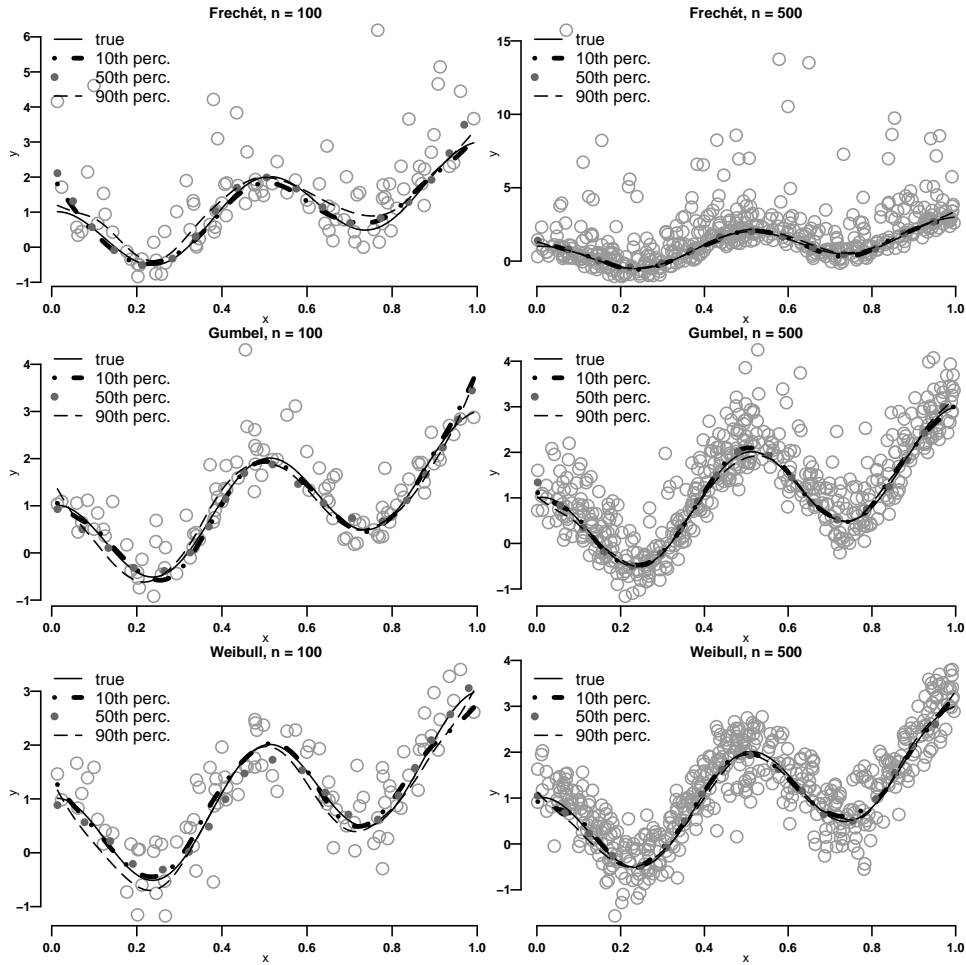 Frechét, n = 100
true
10th perc.
50th perc.
90th perc.
y
6
5
4
3
2
1
0
−1
0.0 0.2 0.4 0.6 0.8 1.0
x
Frechét, n = 500
true
10th perc.
50th perc.
90th perc.
y
15
10
5
0
0.0 0.2 0.4 0.6 0.8 1.0
x
Gumbel, n = 100
true
10th perc.
50th perc.
90th perc.
y
4
3
2
1
0
−1
0.0 0.2 0.4 0.6 0.8 1.0
x
Gumbel, n = 500
true
10th perc.
50th perc.
90th perc.
y
4
3
2
1
0
−1
0.0 0.2 0.4 0.6 0.8 1.0
x
Weibull, n = 100
true
10th perc.
50th perc.
90th perc.
y
3
2
1
0
−1
0.0 0.2 0.4 0.6 0.8 1.0
x
Weibull, n = 500
true
10th perc.
50th perc.
90th perc.
y
4
3
2
1
0
−1
0.0 0.2 0.4 0.6 0.8 1.0
x